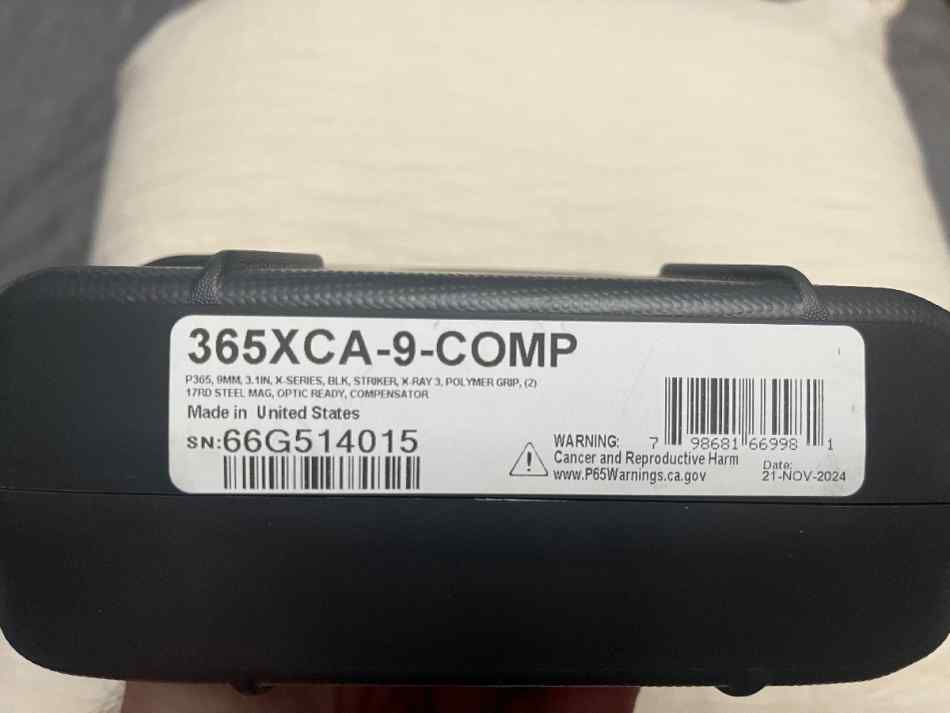 365XCA-9-COMP
P365, 9MM, 3.1IN, X-SERIES, BLK, STRIKER, X-RAY 3, POLYMER GRIP, (2)
17RD STEEL MAG, OPTIC READY, COMPENSATOR
Made in United States
SN:66G514015
WARNING:
Cancer and Reproductive Harm
www.P65Warnings.ca.gov
7 98681 66998 1
Date:
21-NOV-2024